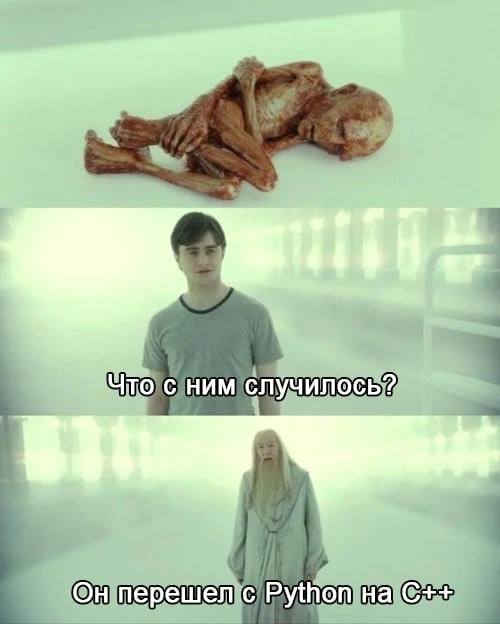 Что с ним случилось?
Он перешел с Python на C++